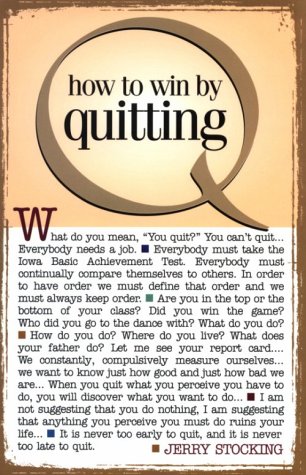 Q
how to win by
quitting
What do you mean, “You quit?” You can’t quit...
Everybody needs a job. ■ Everybody must take the
Iowa Basic Achievement Test. Everybody must
continually compare themselves to others. In order
to have order we must define that order and we
must always keep order. ■ Are you in the top or the
bottom of your class? Did you win the game?
Who did you go to the dance with? What do you do?
■ How do you do? Where do you live? What does
your father do? Let me see your report card....
We constantly, compulsively measure ourselves...
we want to know just how good and just how bad we
are... When you quit what you perceive you have to
do, you will discover what you want to do... ■ I am
not suggesting that you do nothing, I am suggesting
that anything you perceive you must do ruins your
life... ■ It is never too early to quit, and it is never
too late to quit.
■ JERRY STOCKING